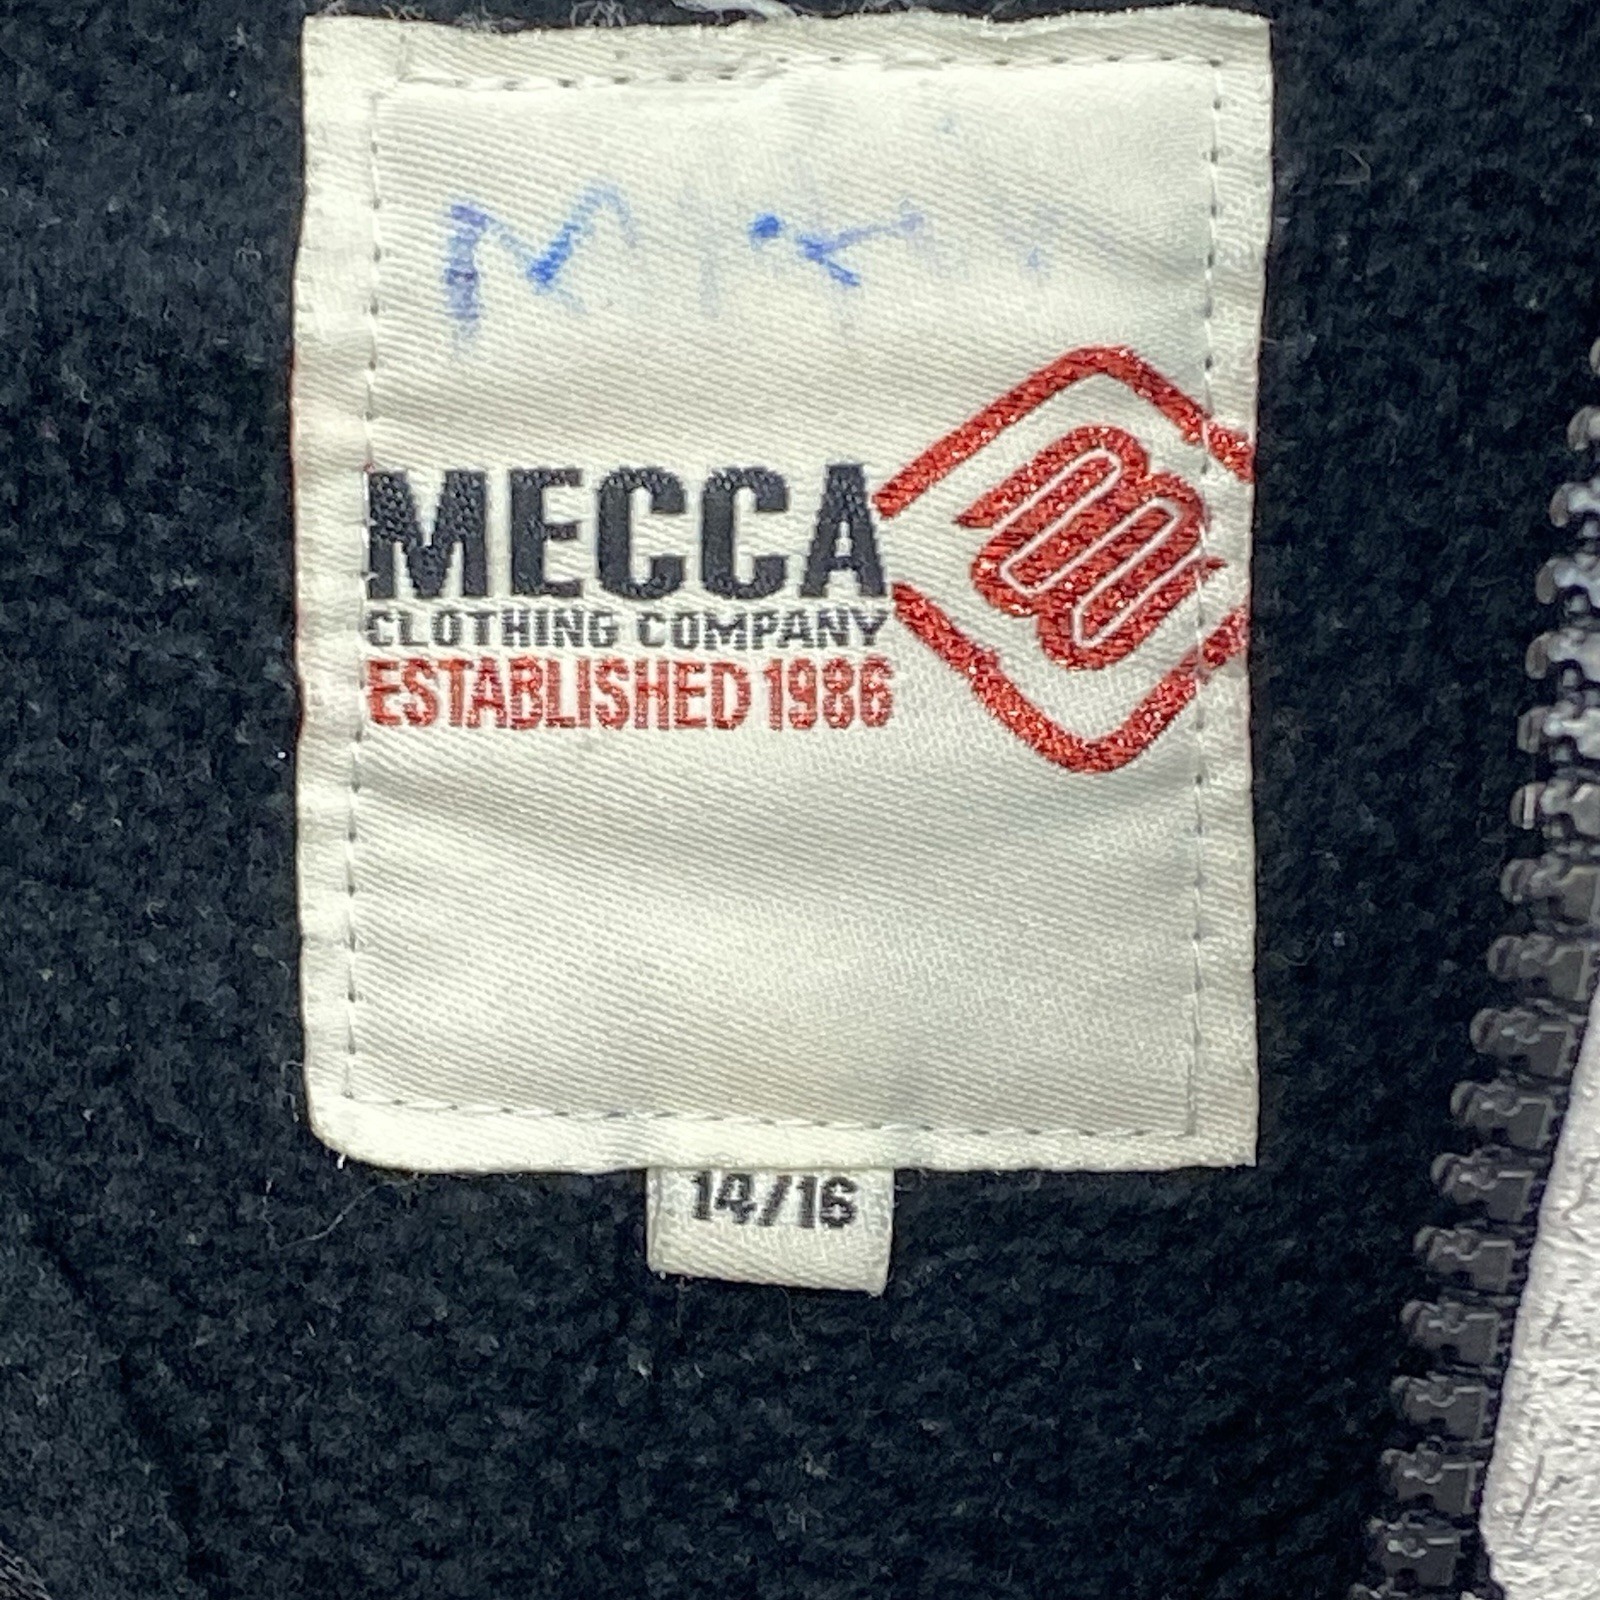 MECCA
CLOTHING COMPANY
ESTABLISHED 1986
14/16